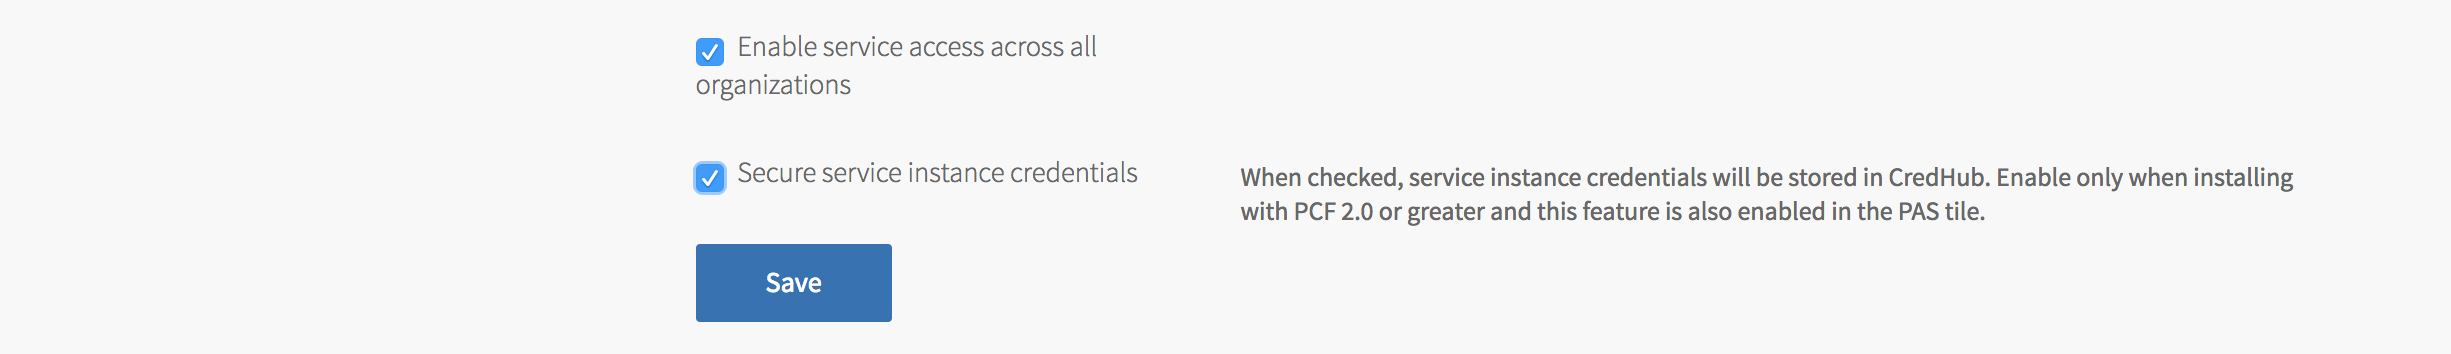 Enable service access across all
organizations
Secure service instance credentials
When checked, service instance credentials will be stored in CredHub. Enable only when installing
with PCF 2.0 or greater and this feature is also enabled in the PAS tile.
Save